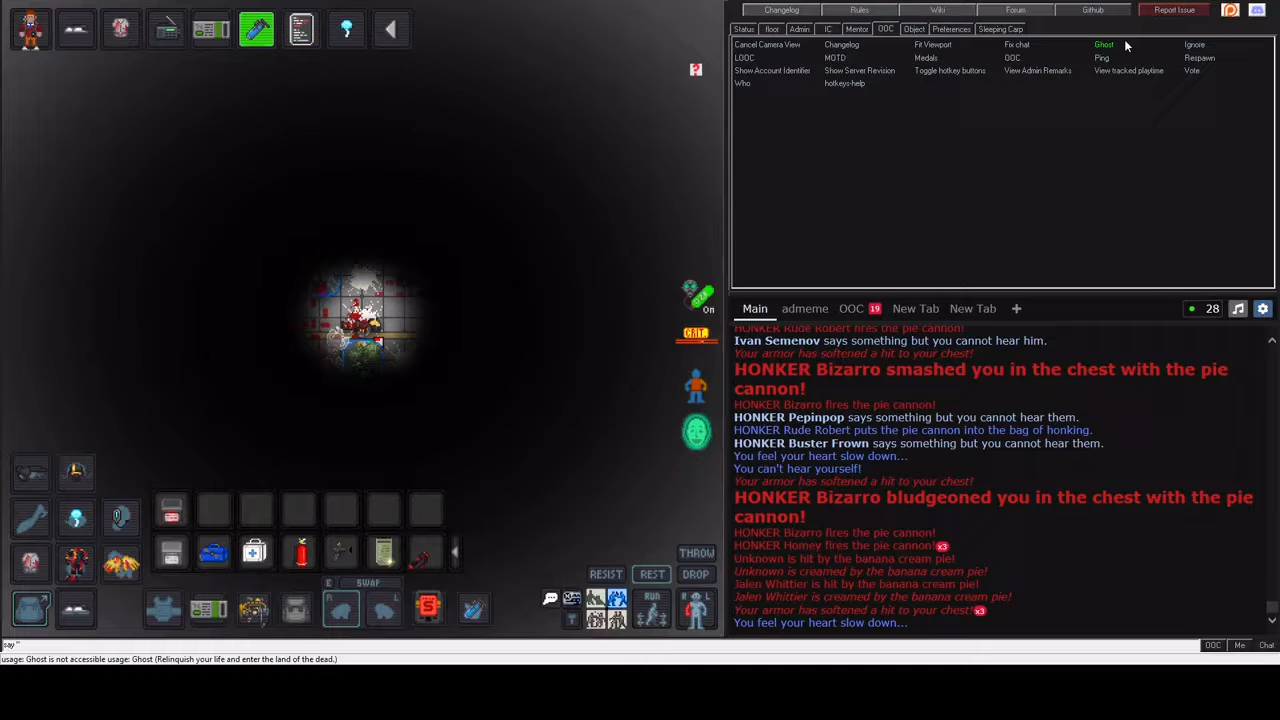 Changelog Rules Wiki Forum Github Report Issue
Status floor Admin IC Mentor OOC Object Preferences Sleeping Carp
Cancel Camera View Changelog Fit Viewport Fix chat Ghost Ignore
LOOC MOTD Medals OOC Ping Respawn
Show Account Identifier Show Server Revision Toggle hotkey buttons View Admin Remarks View tracked playtime Vote
Who hotkeys-help
Main admeme OOC 19 New Tab New Tab + 28
HONKER Rude Robert fires the pie cannon!
Ivan Semenov says something but you cannot hear him.
Your armor has softened a hit to your chest!
HONKER Bizarro smashed you in the chest with the pie
cannon!
HONKER Bizarro fires the pie cannon!
HONKER Pepinpop says something but you cannot hear them.
HONKER Rude Robert puts the pie cannon into the bag of honking.
HONKER Buster Frown says something but you cannot hear them.
You feel your heart slow down...
You can't hear yourself!
Your armor has softened a hit to your chest!
HONKER Bizarro bludgeoned you in the chest with the pie
cannon!
HONKER Bizarro fires the pie cannon!
HONKER Homey fires the pie cannon! x3
Unknown is hit by the banana cream pie!
Unknown is creamed by the banana cream pie!
Jalen Whittier is hit by the banana cream pie!
Jalen Whittier is creamed by the banana cream pie!
Your armor has softened a hit to your chest! x3
You feel your heart slow down...
?
On
CRIT
THROW
RESIST REST DROP
E SWAP
R L
RUN
R L
T
say "
OOC Me Chat
usage: Ghost is not accessible usage: Ghost (Relinquish your life and enter the land of the dead.)